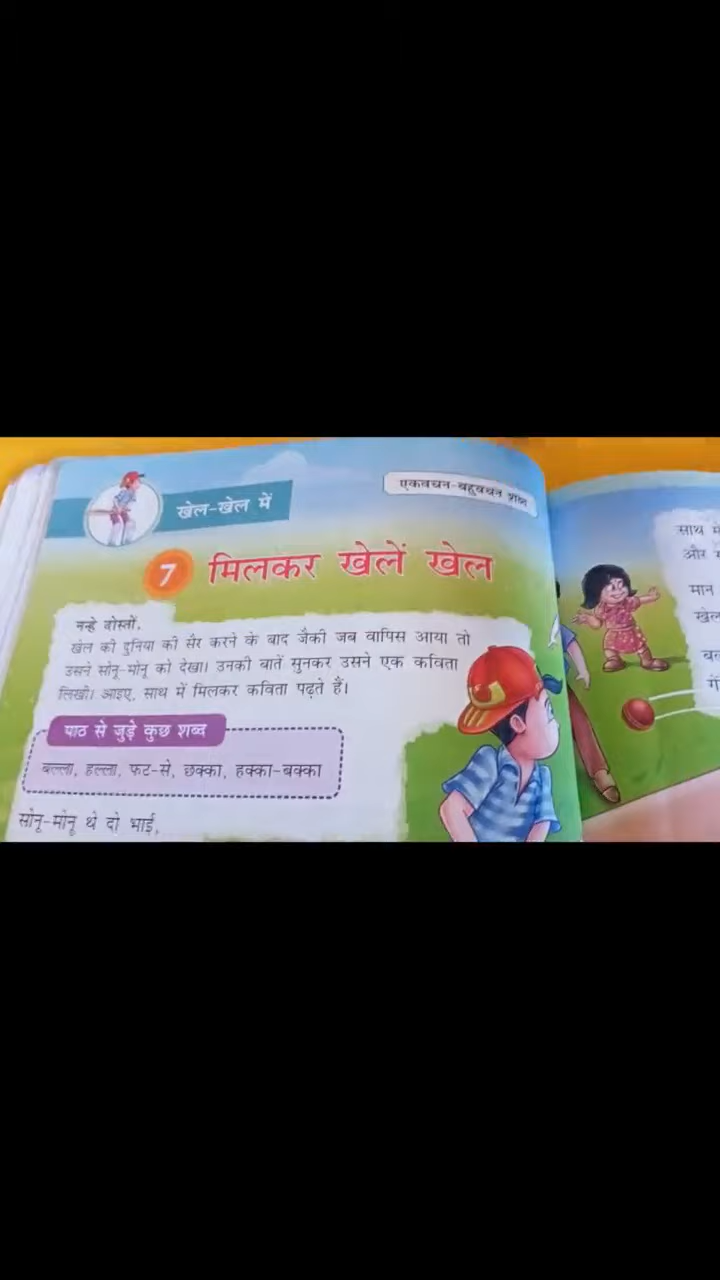 खेल-खेल में
एकवचन-बहुवचन शब्द
7 मिलकर खेलें खेल
नन्हे दोस्तों,
खेल की दुनिया की सैर करने के बाद जैकी जब वापिस आया तो
उसने सोनू-मोनू को देखा। उनकी बातें सुनकर उसने एक कविता
लिखी। आइए, साथ में मिलकर कविता पढ़ते हैं।
पाठ से जुड़े कुछ शब्द
बल्ला, हल्ला, फट-से, छक्का, हक्का-बक्का
सोनू-मोनू थे दो भाई,
साथ
और
मान